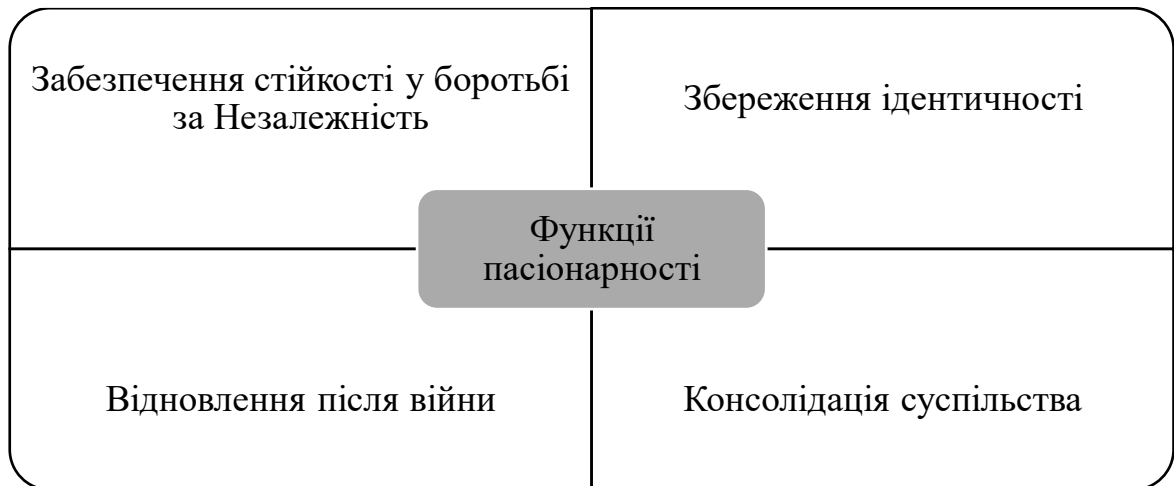 Забезпечення стійкості у боротьбі
за Незалежність
Збереження ідентичності
Функції
пасіонарності
Відновлення після війни
Консолідація суспільства